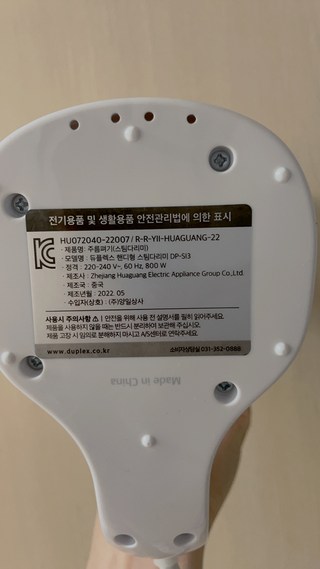 전기용품 및 생활용품 안전관리법에 의한 표시
HU072040-22007 / R-R-YII-HUAGUANG-22
· 제품명 : 주름펴기(스팀다리미)
· 모델명 : 듀플렉스 핸디형 스팀다리미 DP-SI3
· 정격 : 220-240 V~, 60 Hz, 800 W
· 제조사 : Zhejiang Huaguang Electric Appliance Group Co.,Ltd.
· 제조국 : 중국
· 제조년월 : 2022. 05
· 수입자(상호) : (주)양일상사
사용시 주의사항 ⚠ | 안전을 위해 사용 전 설명서를 필히 읽어주세요.
제품을 사용하지 않을 때는 반드시 분리하여 보관해 주십시오.
제품 고장 시 임의로 분해하지 마시고 A/S센터로 연락주세요.
www.duplex.co.kr
소비자상담실 031-352-0888
Made in China